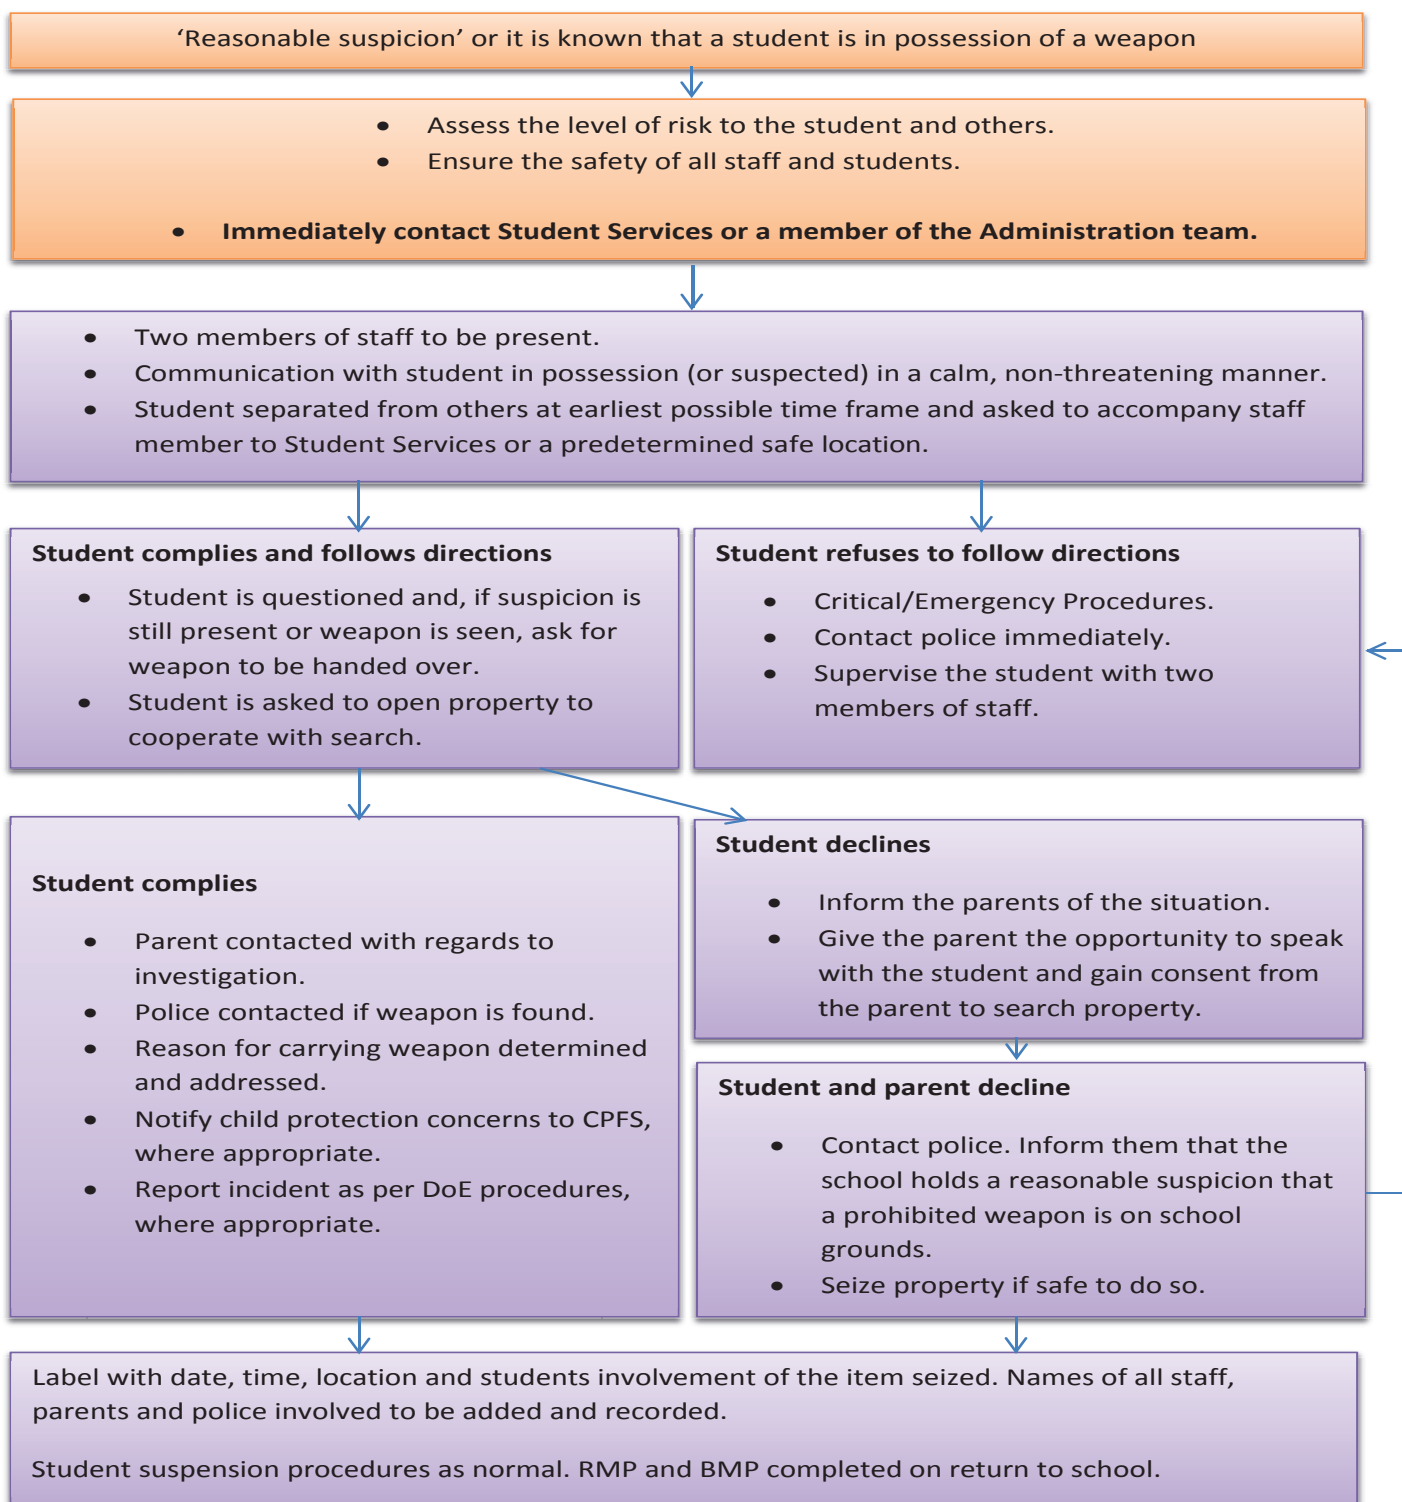 ‘Reasonable suspicion’ or it is known that a student is in possession of a weapon
• Assess the level of risk to the student and others.
• Ensure the safety of all staff and students.
• Immediately contact Student Services or a member of the Administration team.
• Two members of staff to be present.
• Communication with student in possession (or suspected) in a calm, non-threatening manner.
• Student separated from others at earliest possible time frame and asked to accompany staff
member to Student Services or a predetermined safe location.
Student complies and follows directions
• Student is questioned and, if suspicion is
still present or weapon is seen, ask for
weapon to be handed over.
• Student is asked to open property to
cooperate with search.
Student refuses to follow directions
• Critical/Emergency Procedures.
• Contact police immediately.
• Supervise the student with two
members of staff.
Student complies
• Parent contacted with regards to
investigation.
• Police contacted if weapon is found.
• Reason for carrying weapon determined
and addressed.
• Notify child protection concerns to CPFS,
where appropriate.
• Report incident as per DoE procedures,
where appropriate.
Student declines
• Inform the parents of the situation.
• Give the parent the opportunity to speak
with the student and gain consent from
the parent to search property.
Student and parent decline
• Contact police. Inform them that the
school holds a reasonable suspicion that
a prohibited weapon is on school
grounds.
• Seize property if safe to do so.
Label with date, time, location and students involvement of the item seized. Names of all staff,
parents and police involved to be added and recorded.
Student suspension procedures as normal. RMP and BMP completed on return to school.